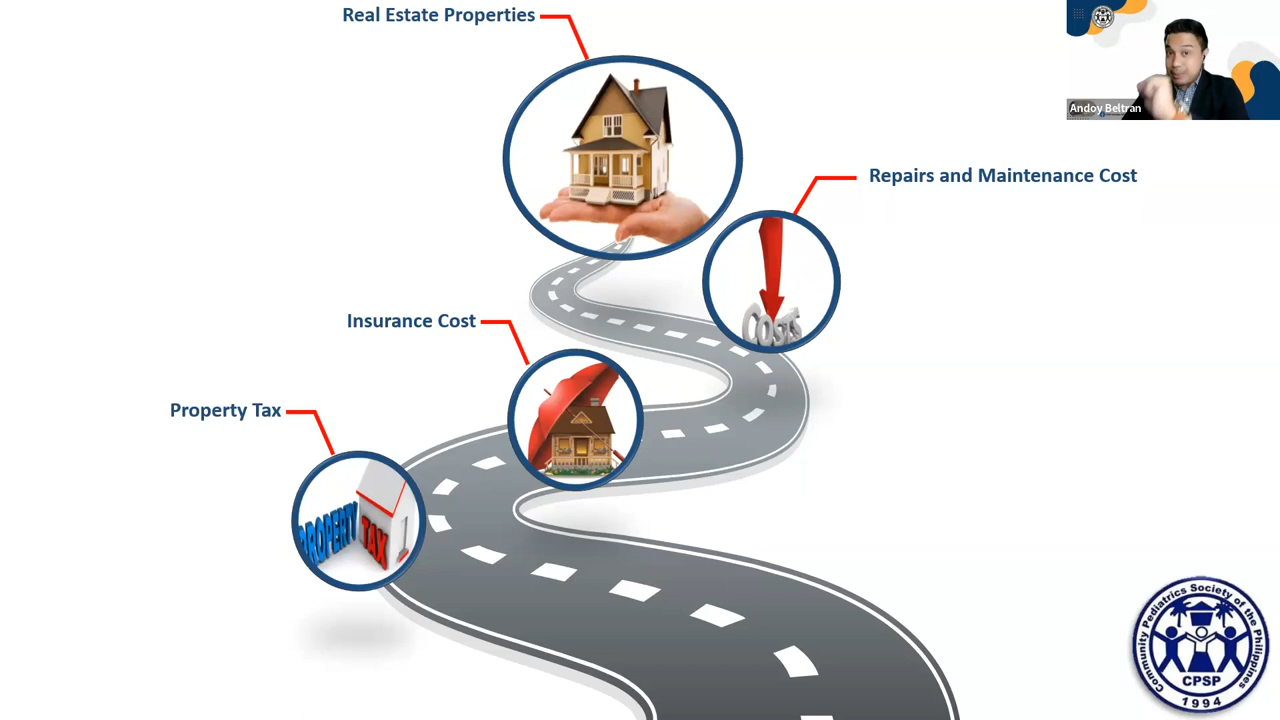 Real Estate Properties
Andoy Beltran
Repairs and Maintenance Cost
COSTS
Insurance Cost
Property Tax
PROPERTY
TAX
Community Pediatrics Society of the Philippines
CPSP
1994